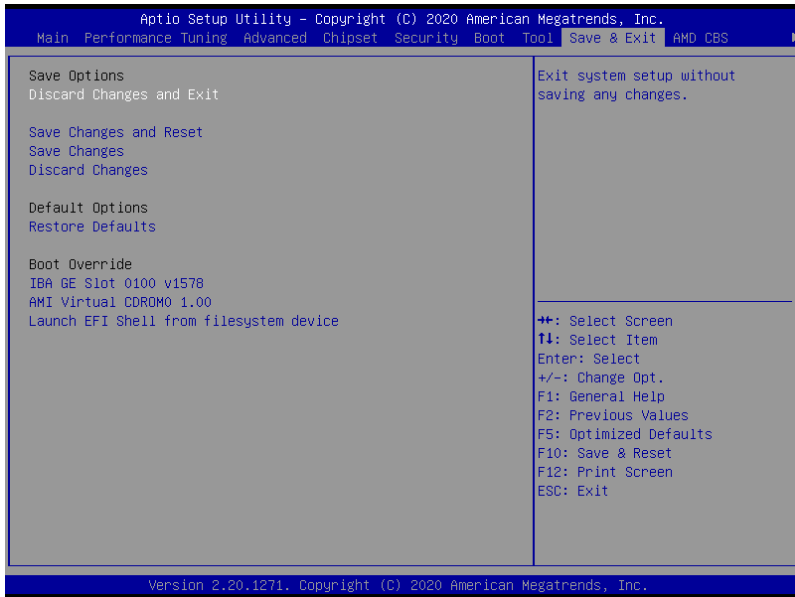 Aptio Setup Utility – Copyright (C) 2020 American Megatrends, Inc.
Main Performance Tuning Advanced Chipset Security Boot Tool Save & Exit AMD CBS
Save Options
Discard Changes and Exit
Save Changes and Reset
Save Changes
Discard Changes
Default Options
Restore Defaults
Boot Override
IBA GE Slot 0100 v1578
AMI Virtual CDROM0 1.00
Launch EFI Shell from filesystem device
Exit system setup without
saving any changes.
→←: Select Screen
↑↓: Select Item
Enter: Select
+/-: Change Opt.
F1: General Help
F2: Previous Values
F5: Optimized Defaults
F10: Save & Reset
F12: Print Screen
ESC: Exit
Version 2.20.1271. Copyright (C) 2020 American Megatrends, Inc.